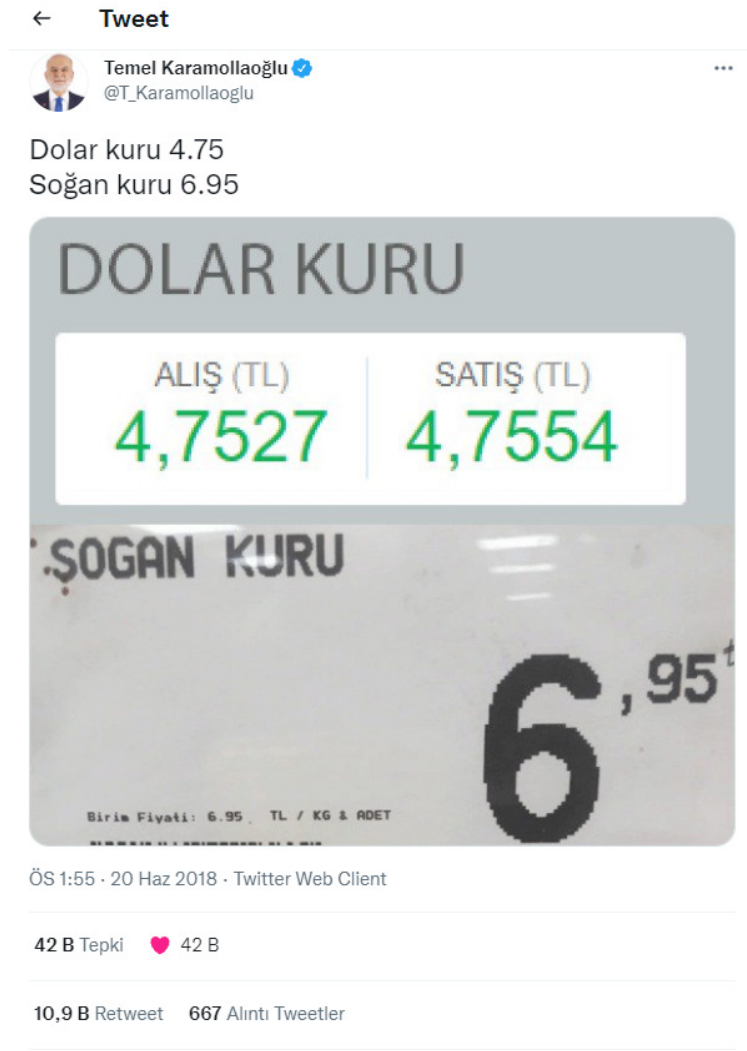 Tweet
Temel Karamollaoğlu
@T_Karamollaoglu
Dolar kuru 4.75
Soğan kuru 6.95
DOLAR KURU
ALIŞ (TL) SATIŞ (TL)
4,7527 4,7554
.SOGAN KURU
6,95
Birim Fiyati: 6.95 TL / KG & ADET
ÖS 1:55 · 20 Haz 2018 · Twitter Web Client
42 B Tepki 42 B
10,9 B Retweet 667 Alıntı Tweetler